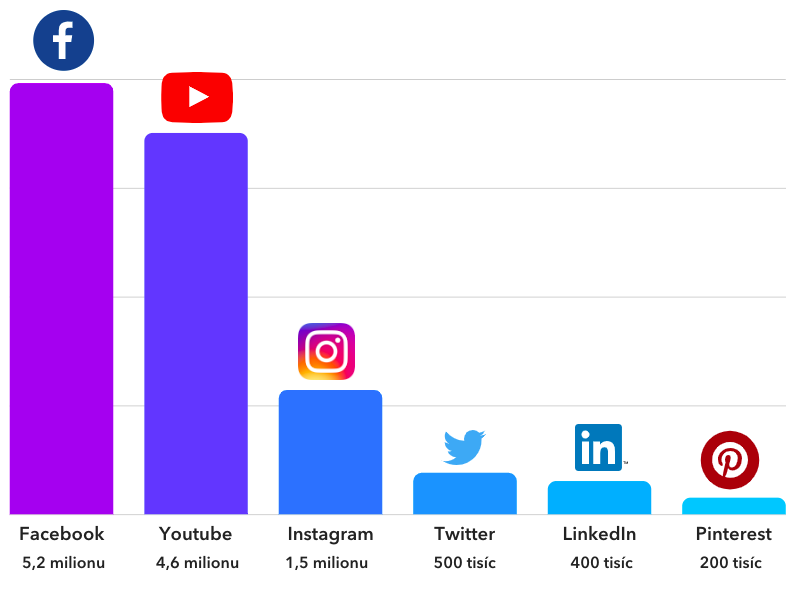 Facebook Youtube Instagram Twitter LinkedIn Pinterest
5,2 milionu 4,6 milionu 1,5 milionu 500 tisíc 400 tisíc 200 tisíc